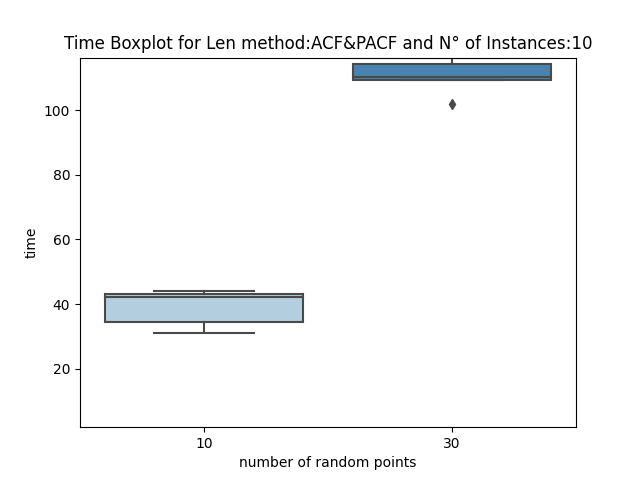 Time Boxplot for Len method:ACF&PACF and N° of Instances:10
100
80
60
40
20
time
10 30
number of random points